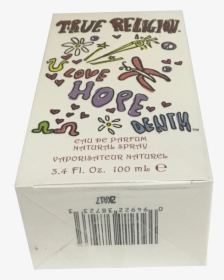 TRUE RELIGION
LOVE
HOPE
DENIM
EAU DE PARFUM
NATURAL SPRAY
VAPORISATEUR NATUREL
3.4 fl. Oz. 100 ml e